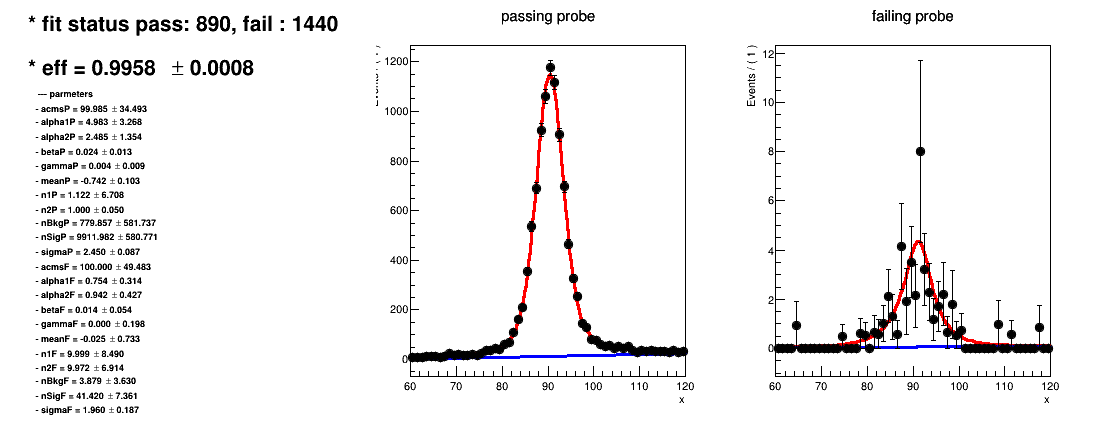 * fit status pass: 890, fail : 1440
* eff = 0.9958 ± 0.0008
--- parmeters
- acmsP = 99.985 ± 34.493
- alpha1P = 4.983 ± 3.268
- alpha2P = 2.485 ± 1.354
- betaP = 0.024 ± 0.013
- gammaP = 0.004 ± 0.009
- meanP = -0.742 ± 0.103
- n1P = 1.122 ± 6.708
- n2P = 1.000 ± 0.050
- nBkgP = 779.857 ± 581.737
- nSigP = 9911.982 ± 580.771
- sigmaP = 2.450 ± 0.087
- acmsF = 100.000 ± 49.483
- alpha1F = 0.754 ± 0.314
- alpha2F = 0.942 ± 0.427
- betaF = 0.014 ± 0.054
- gammaF = 0.000 ± 0.198
- meanF = -0.025 ± 0.733
- n1F = 9.999 ± 8.490
- n2F = 9.972 ± 6.914
- nBkgF = 3.879 ± 3.630
- nSigF = 41.420 ± 7.361
- sigmaF = 1.960 ± 0.187
passing probe
1200
1000
800
600
400
200
0
60 70 80 90 100 110 120
x
failing probe
Events / ( 1 )
12
10
8
6
4
2
0
60 70 80 90 100 110 120
x